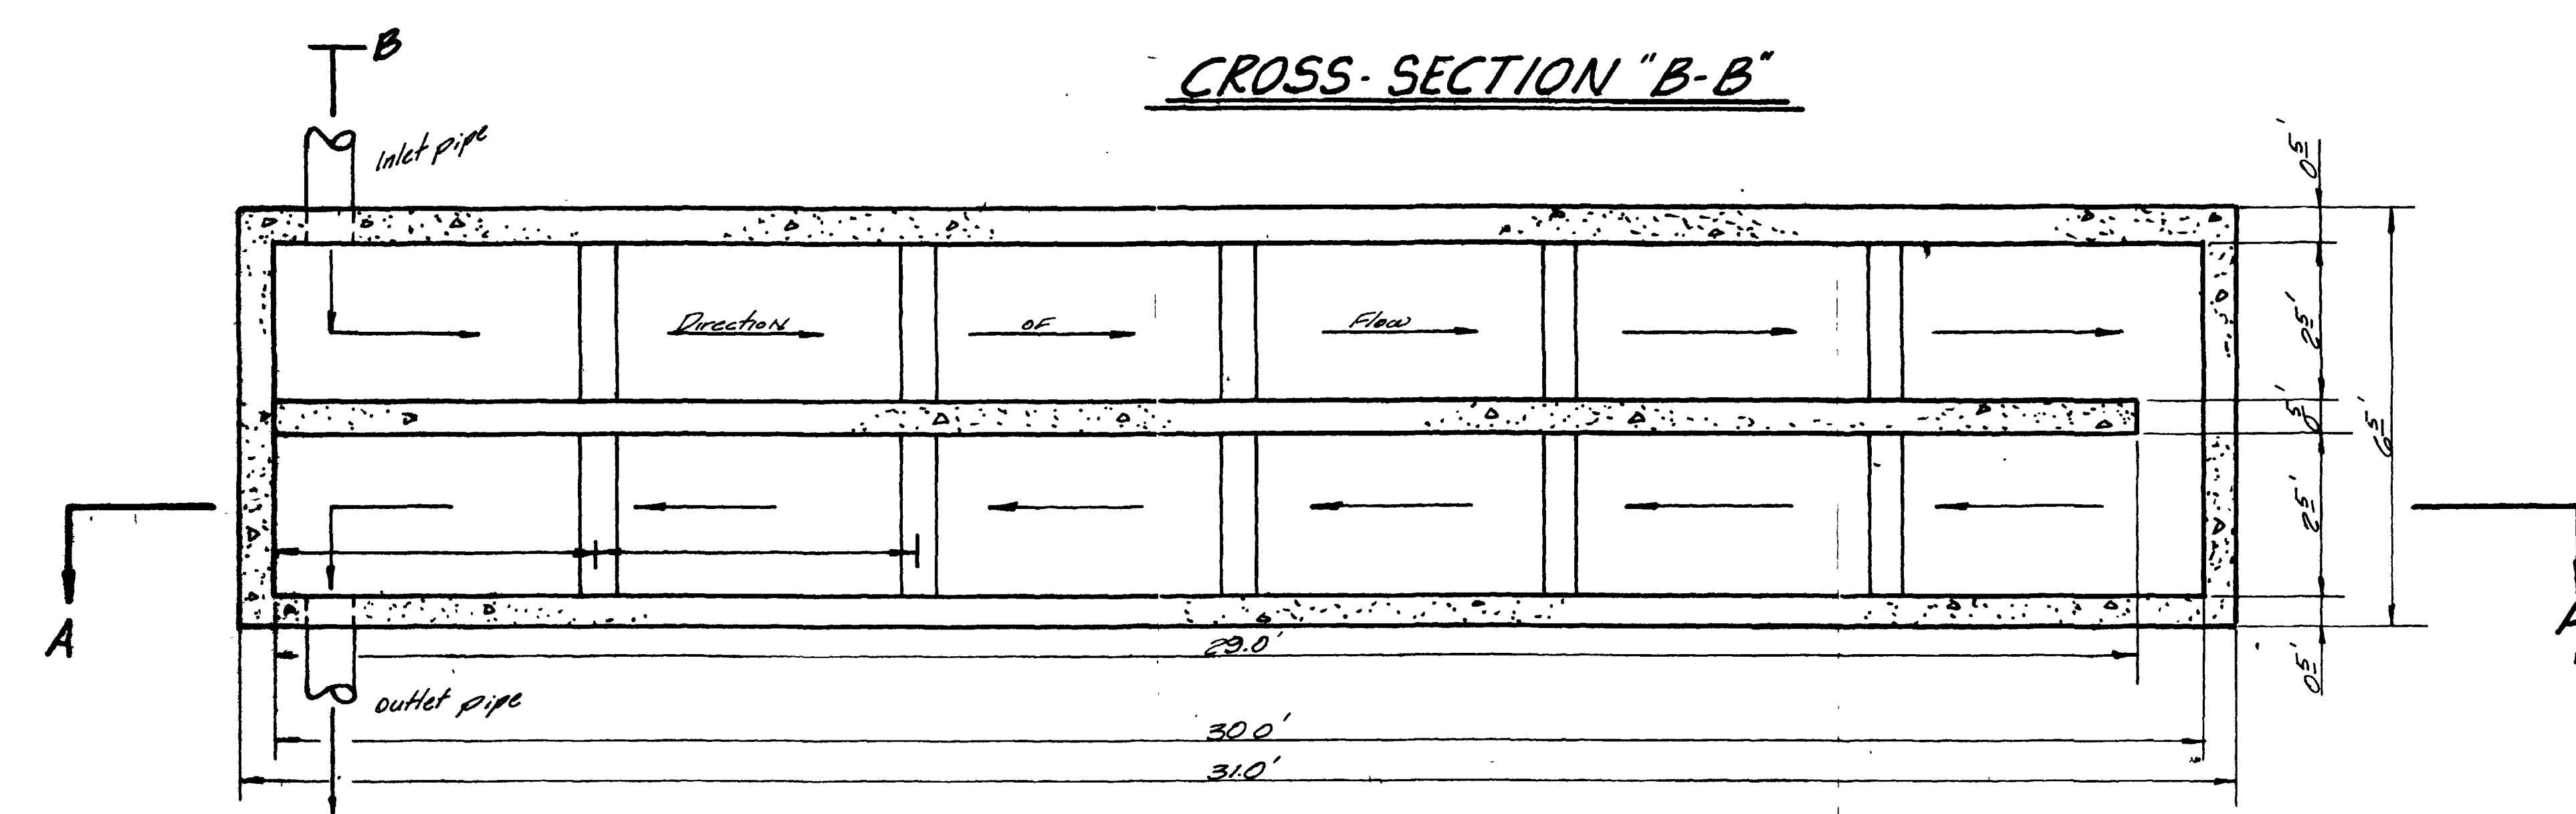 B
CROSS-SECTION "B-B"
Inlet pipe
0.5'
Direction OF Flow
2.5'
0.5'
6.5'
2.5'
A
0.5'
29.0'
outlet pipe
30.0'
31.0'